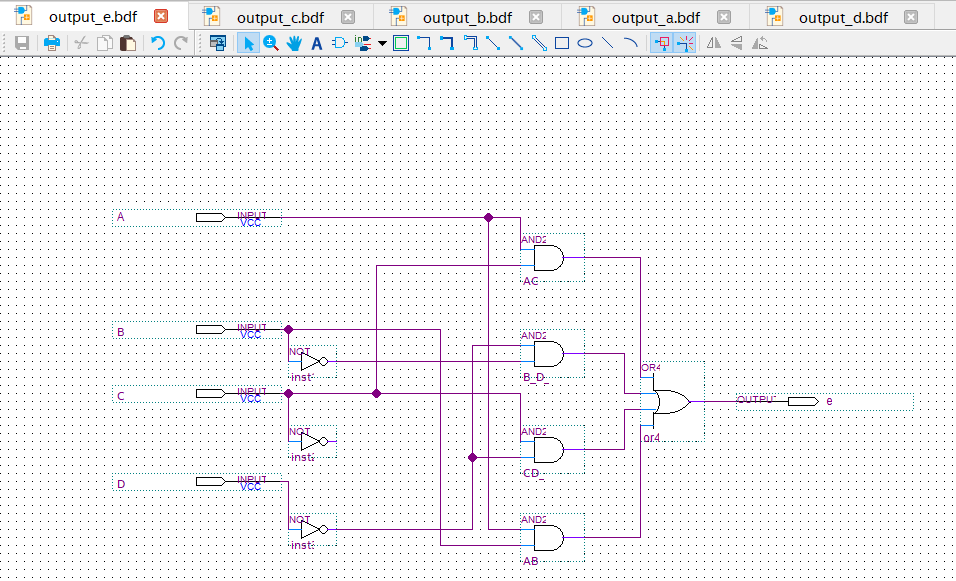 output_e.bdf output_c.bdf output_b.bdf output_a.bdf output_d.bdf
A
INPUT
VCC
AND2
AC
B
INPUT
VCC
AND2
NOT
inst
B_D_
OR4
C
INPUT
VCC
OUTPUT
e
NOT
AND2
or4
inst
CD_
D
INPUT
VCC
NOT
AND2
inst
AB